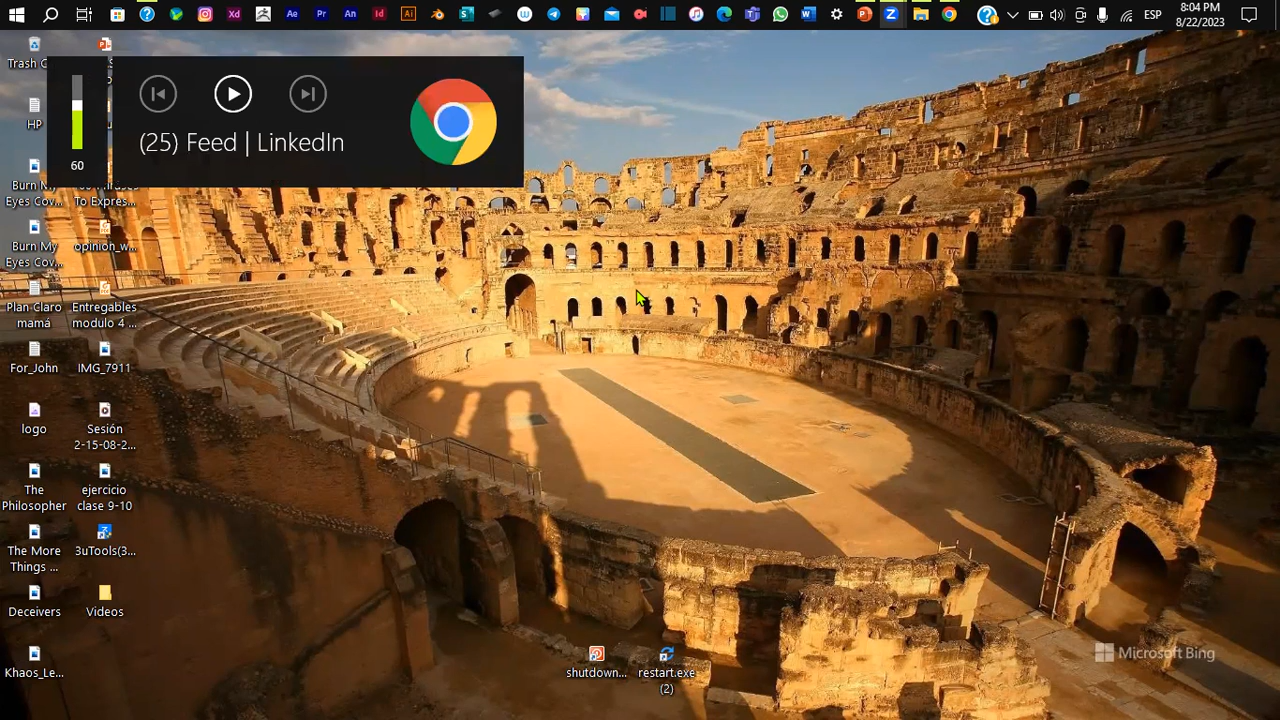 ESP
8:04 PM
8/22/2023
60
(25) Feed | LinkedIn
Trash C
HP
Burn My
Eyes Cov...
To Expres...
Burn My
Eyes Cov...
opinion_w...
Plan Claro
mamá
Entregables
modulo 4 ...
For_John
IMG_7911
logo
Sesión
2-15-08-2...
The
Philosopher
ejercicio
clase 9-10
The More
Things ...
3uTools(3...
Deceivers
Videos
Khaos_Le...
shutdown...
restart.exe
(2)
Microsoft Bing